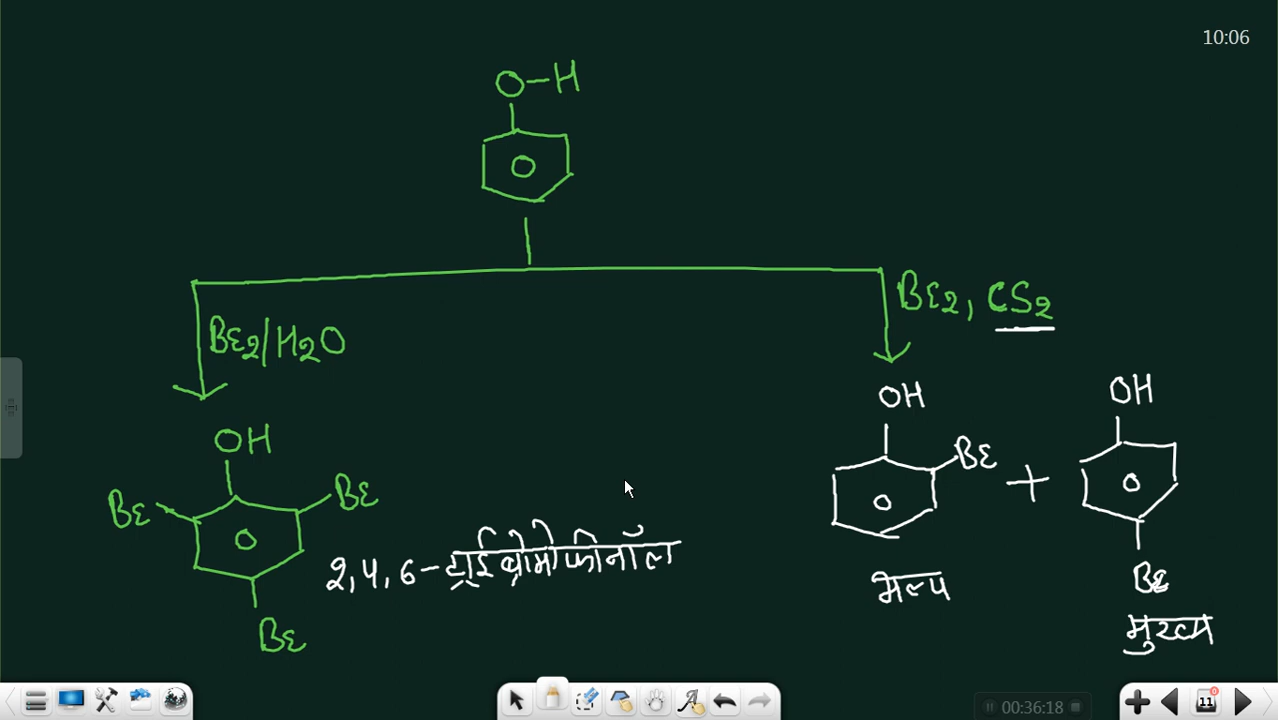 10:06
O-H
Br2/H2O
Br2, CS2
OH
Br
Br
Br
2,4,6-ट्राईब्रोमोफीनॉल
OH
Br
+
OH
Br
अल्प
मुख्य
11
00:36:18